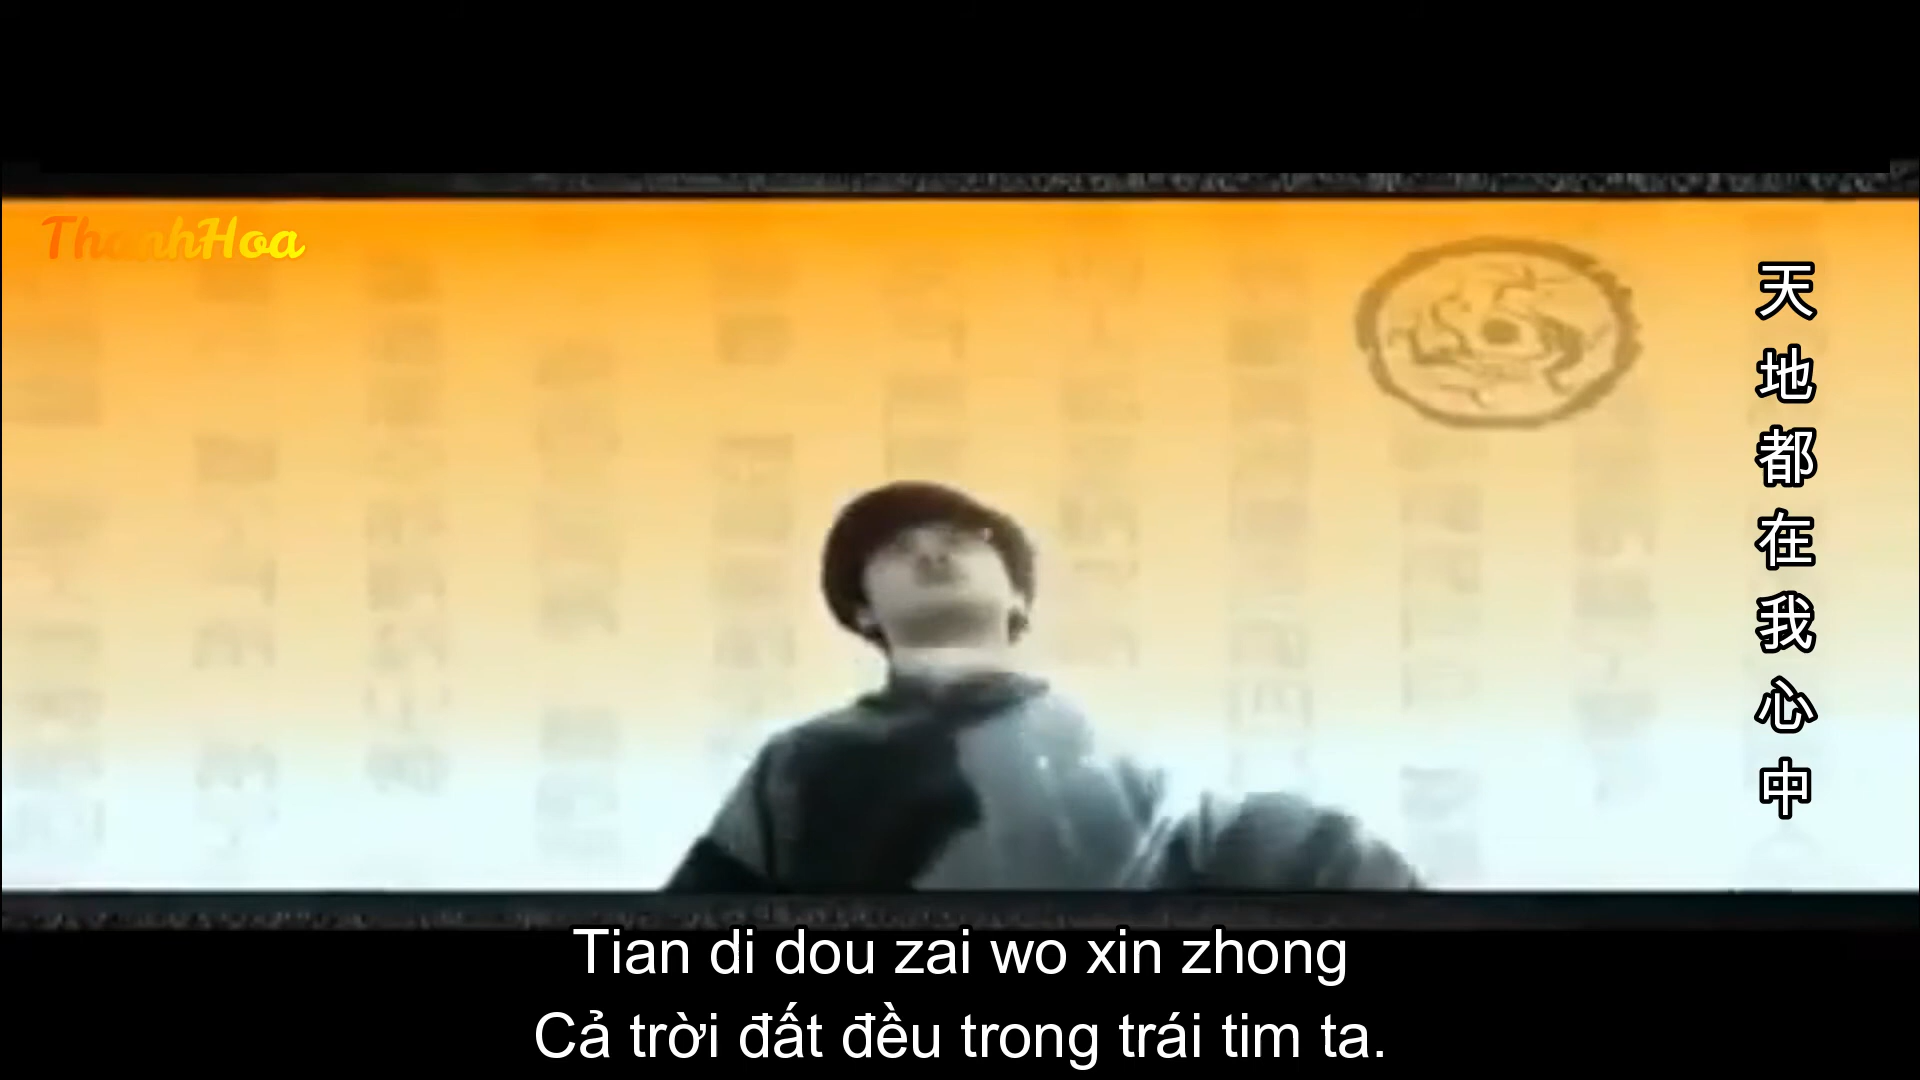 ThanhHoa
天地都在我心中
Tian di dou zai wo xin zhong
Cả trời đất đều trong trái tim ta.